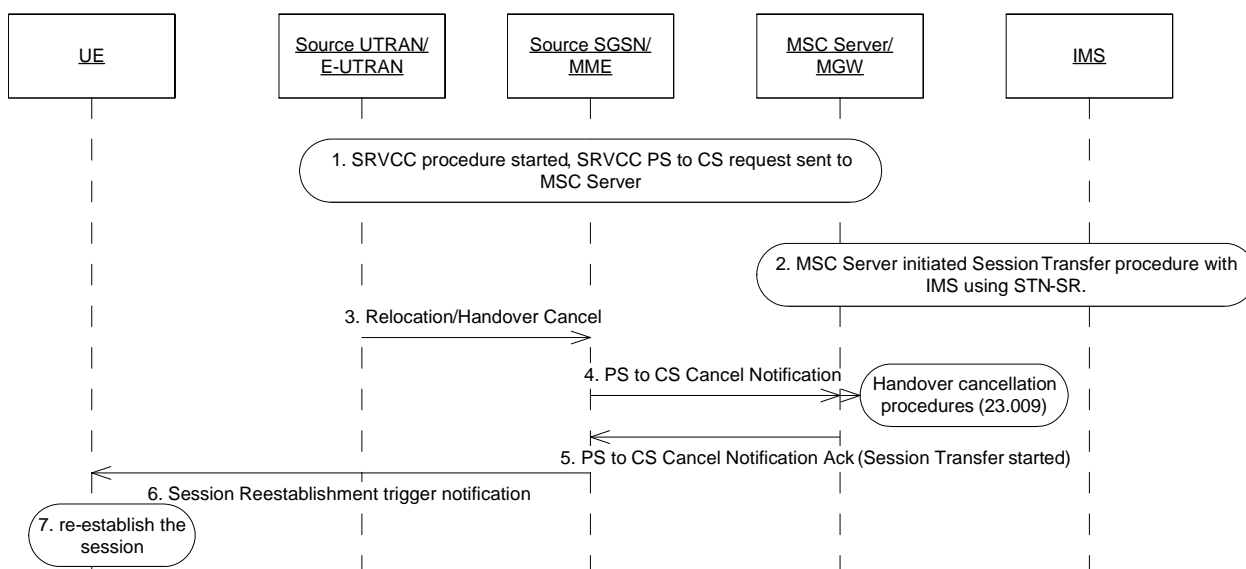 UE
Source UTRAN/
E-UTRAN
Source SGSN/
MME
MSC Server/
MGW
IMS
1. SRVCC procedure started, SRVCC PS to CS request sent to
MSC Server
2. MSC Server initiated Session Transfer procedure with
IMS using STN-SR.
3. Relocation/Handover Cancel
4. PS to CS Cancel Notification
Handover cancellation
procedures (23.009)
5. PS to CS Cancel Notification Ack (Session Transfer started)
6. Session Reestablishment trigger notification
7. re-establish the
session